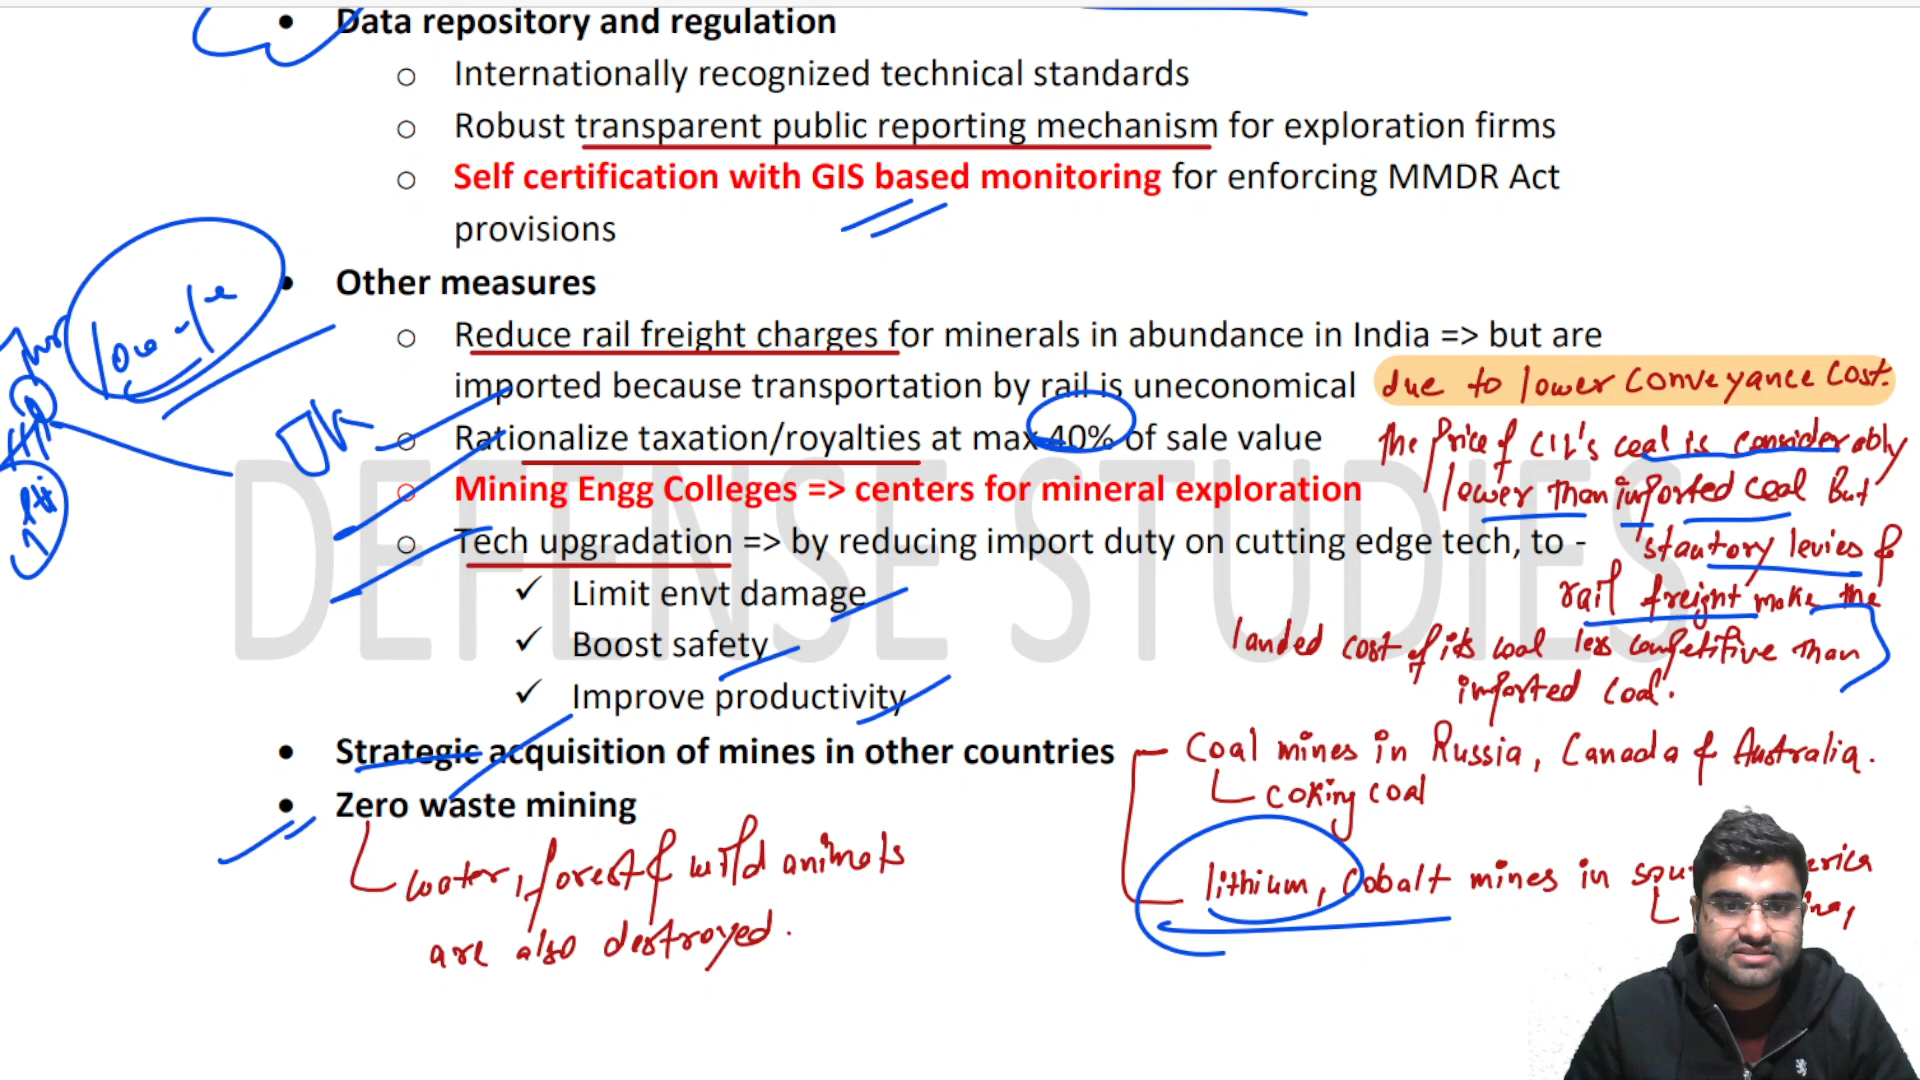 • Data repository and regulation
o Internationally recognized technical standards
o Robust transparent public reporting mechanism for exploration firms
o Self certification with GIS based monitoring for enforcing MMDR Act
provisions
• Other measures
o Reduce rail freight charges for minerals in abundance in India => but are
imported because transportation by rail is uneconomical due to lower conveyance cost.
o Rationalize taxation/royalties at max 40% of sale value
the Price of CIL's coal is considerably
lower than imported coal But
o Mining Engg Colleges => centers for mineral exploration
o Tech upgradation => by reducing import duty on cutting edge tech, to -
stautory levies &
rail freight make the
landed cost of its coal less competitive than
imported coal.
✓ Limit envt damage
✓ Boost safety
✓ Improve productivity
• Strategic acquisition of mines in other countries
Coal mines in Russia, Canada & Australia.
coking coal
lithium, Cobalt mines in
• Zero waste mining
water, forest & wild animals
are also destroyed.
DEFENSE STUDIES